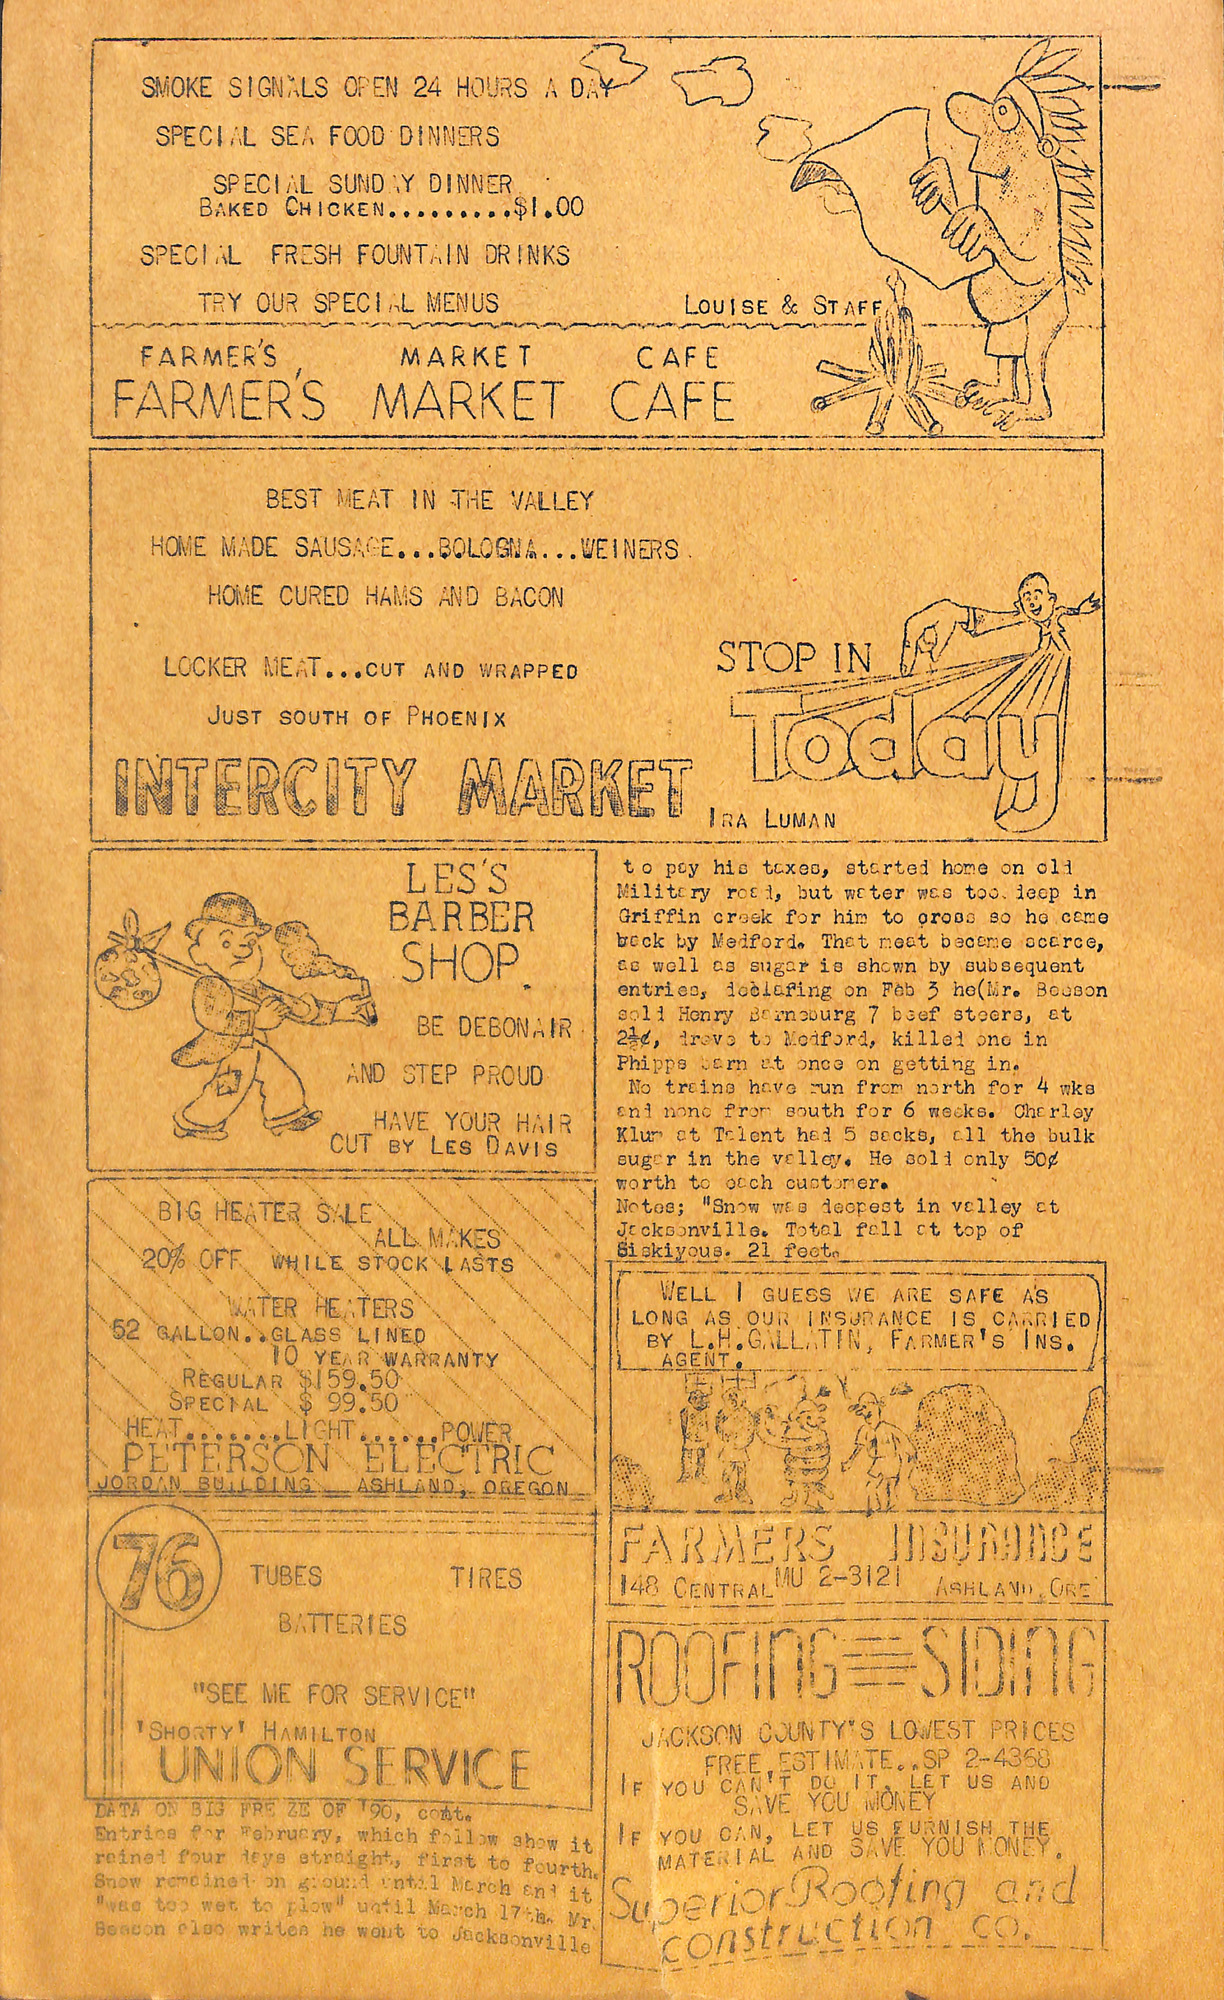 SMOKE SIGNALS OPEN 24 HOURS A DAY
SPECIAL SEA FOOD DINNERS
SPECIAL SUNDAY DINNER
BAKED CHICKEN.........$1.00
SPECIAL FRESH FOUNTAIN DRINKS
TRY OUR SPECIAL MENUS
LOUISE & STAFF
FARMER'S, MARKET CAFE
FARMER'S MARKET CAFE
BEST MEAT IN THE VALLEY
HOME MADE SAUSAGE...BOLOGNA...WEINERS.
HOME CURED HAMS AND BACON
LOCKER MEAT...CUT AND WRAPPED
JUST SOUTH OF PHOENIX
STOP IN
Today
INTERCITY MARKET
IRA LUMAN
LES'S
BARBER
SHOP.
BE DEBONAIR
AND STEP PROUD
HAVE YOUR HAIR
CUT BY LES DAVIS
BIG HEATER SALE
ALL MAKES
20% OFF WHILE STOCK LASTS
WATER HEATERS
52 GALLON..GLASS LINED
10 YEAR WARRANTY
REGULAR $159.50
SPECIAL $ 99.50
HEAT.......LIGHT......POWER
PETERSON ELECTRIC
JORDAN BUILDING ASHLAND, OREGON
76
TUBES TIRES
BATTERIES
"SEE ME FOR SERVICE"
'SHORTY' HAMILTON
UNION SERVICE
DATA ON BIG FREEZE OF '90, cont.
Entries for February, which follow show it
rained four days straight, first to fourth.
Snow remained on ground until March and it
"was too wet to plow" until March 17th. Mr.
Beeson also writes he went to Jacksonville
to pay his taxes, started home on old
Military road, but water was too deep in
Griffin creek for him to cross so he came
back by Medford. That meat became scarce,
as well as sugar is shown by subsequent
entries, declaring on Feb 3 he(Mr. Beeson
sold Henry Barneburg 7 beef steers, at
2½¢, drove to Medford, killed one in
Phipps barn at once on getting in.
No trains have run from north for 4 wks
and none from south for 6 weeks. Charley
Klum at Talent had 5 sacks, all the bulk
sugar in the valley. He sold only 50¢
worth to each customer.
Notes; "Snow was deepest in valley at
Jacksonville. Total fall at top of
Siskiyous. 21 feet.
WELL I GUESS WE ARE SAFE AS
LONG AS OUR INSURANCE IS CARRIED
BY L.H.GALLATIN, FARMER'S INS.
AGENT.
FARMERS INSURANCE
148 CENTRAL MU 2-3121 ASHLAND, ORE
ROOFING SIDING
JACKSON COUNTY'S LOWEST PRICES
FREE ESTIMATE..SP 2-4368
IF YOU CAN'T DO IT, LET US AND
SAVE YOU MONEY
IF YOU CAN, LET US FURNISH THE
MATERIAL AND SAVE YOU MONEY.
Superior Roofing and
construction co.